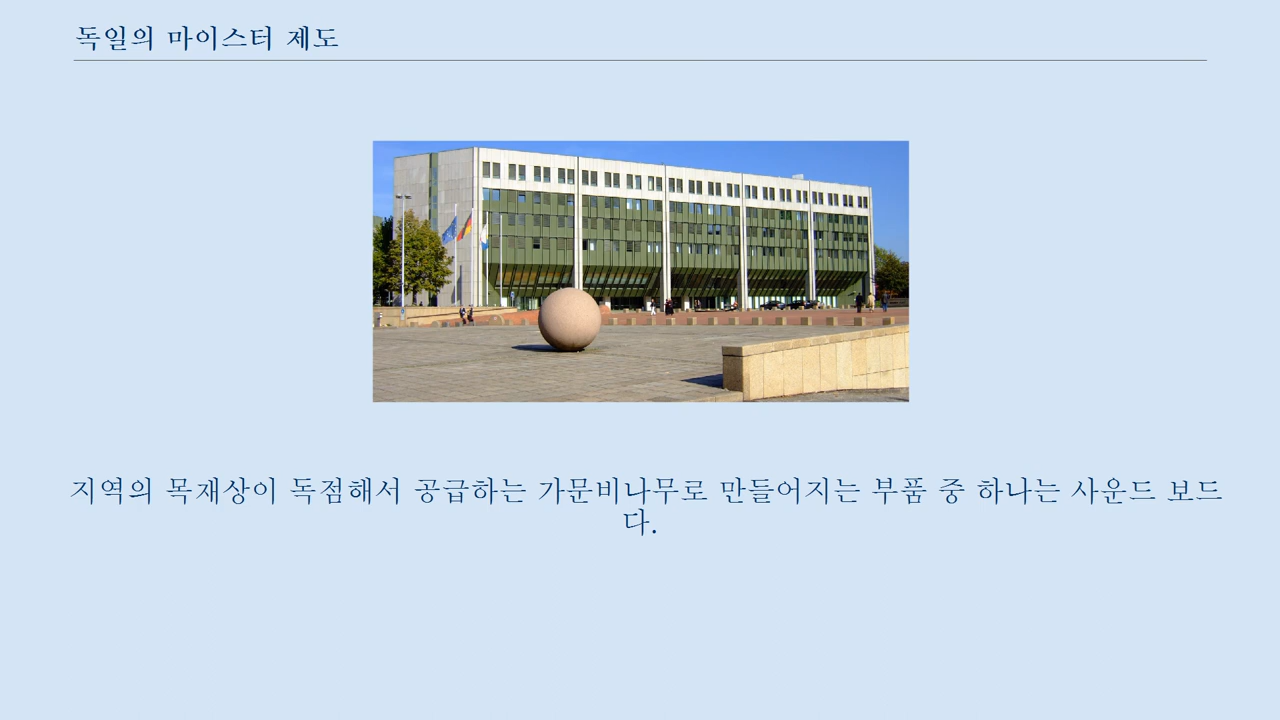 독일의 마이스터 제도
지역의 목재상이 독점해서 공급하는 가문비나무로 만들어지는 부품 중 하나는 사운드 보드
다.